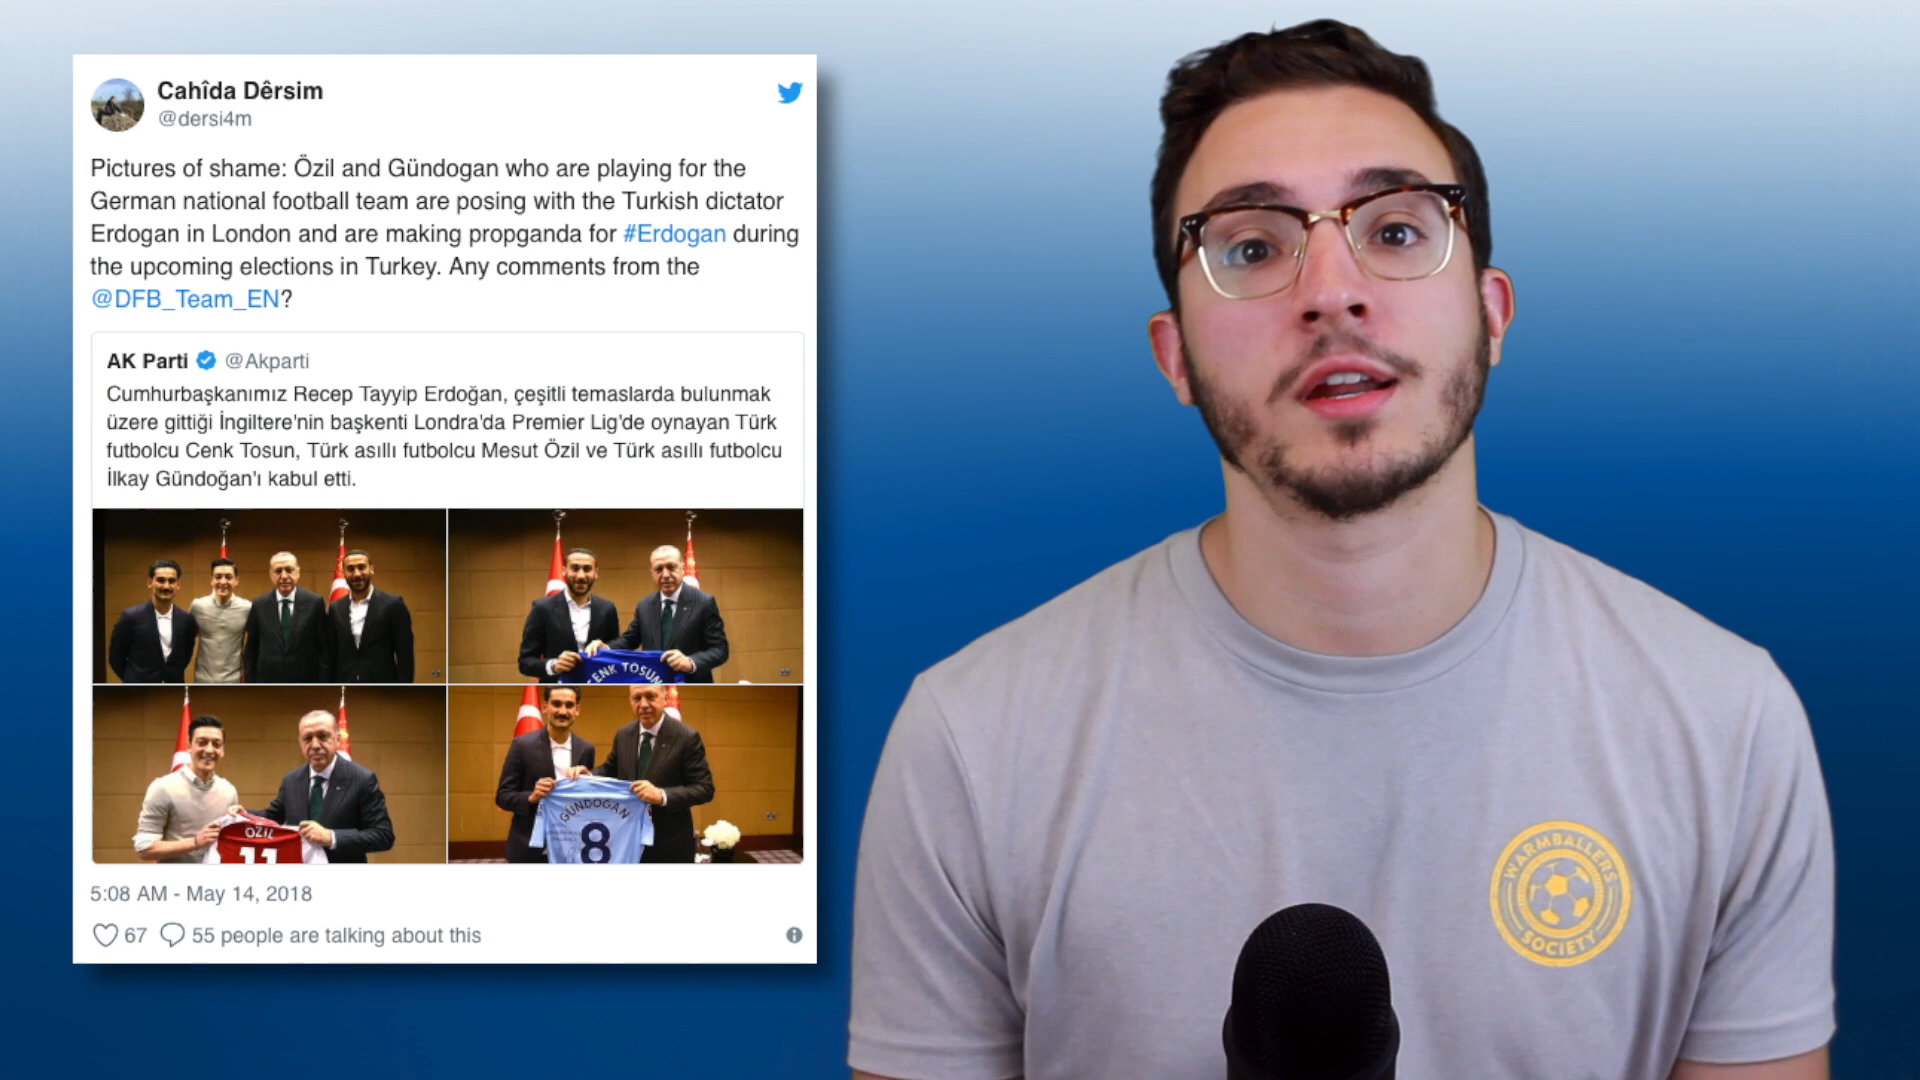 Cahîda Dêrsim
@dersi4m
Pictures of shame: Özil and Gündogan who are playing for the
German national football team are posing with the Turkish dictator
Erdogan in London and are making propganda for #Erdogan during
the upcoming elections in Turkey. Any comments from the
@DFB_Team_EN?
AK Parti @Akparti
Cumhurbaşkanımız Recep Tayyip Erdoğan, çeşitli temaslarda bulunmak
üzere gittiği İngiltere'nin başkenti Londra'da Premier Lig'de oynayan Türk
futbolcu Cenk Tosun, Türk asıllı futbolcu Mesut Özil ve Türk asıllı futbolcu
İlkay Gündoğan'ı kabul etti.
CENK TOSUN
ÖZIL
11
GÜNDOGAN
8
5:08 AM - May 14, 2018
67 55 people are talking about this
WARMBALLERS
SOCIETY